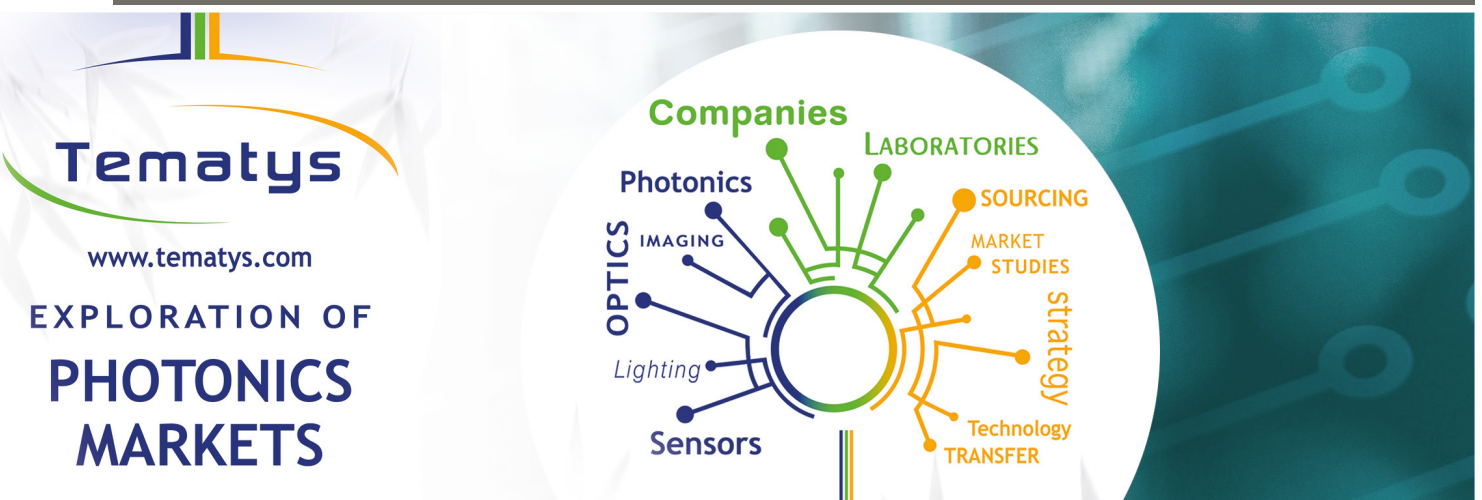 Tematys
www.tematys.com
EXPLORATION OF
PHOTONICS
MARKETS
Companies
LABORATORIES
Photonics
SOURCING
OPTICS
IMAGING
MARKET
STUDIES
strategy
Lighting
Technology
TRANSFER
Sensors